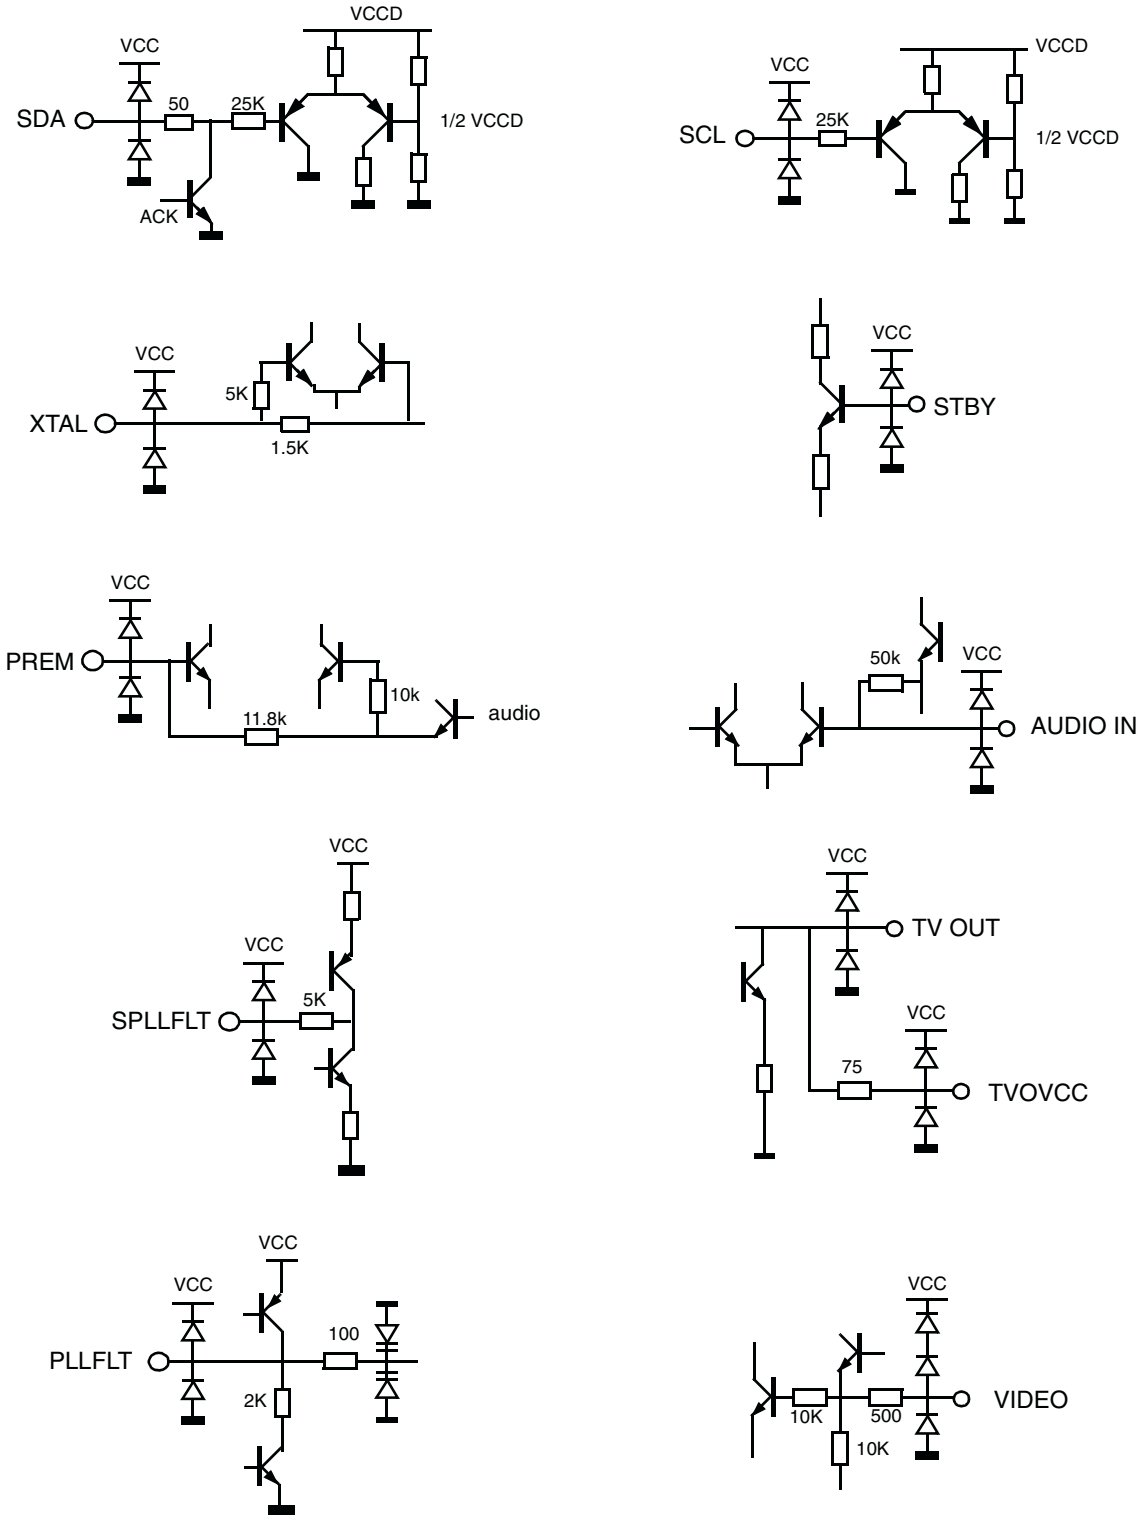 VCCD
VCC
50
25K
SDA
1/2 VCCD
ACK
VCCD
VCC
25K
SCL
1/2 VCCD
VCC
5K
XTAL
1.5K
VCC
STBY
VCC
PREM
10k
11.8k
audio
50k
VCC
AUDIO IN
VCC
VCC
5K
SPLLFLT
VCC
TV OUT
VCC
75
TVOVCC
VCC
VCC
100
PLLFLT
2K
VCC
10K
500
VIDEO
10K